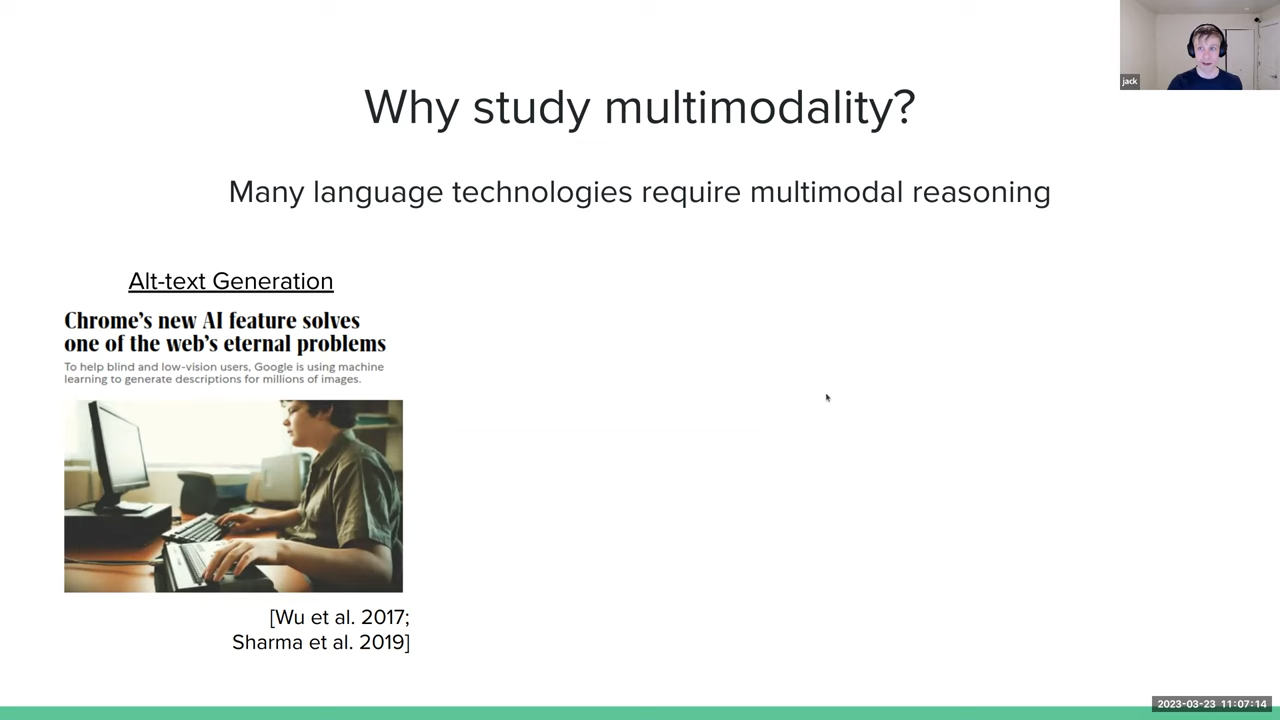 jack
Why study multimodality?
Many language technologies require multimodal reasoning
Alt-text Generation
Chrome's new AI feature solves
one of the web's eternal problems
To help blind and low-vision users, Google is using machine
learning to generate descriptions for millions of images.
[Wu et al. 2017;
Sharma et al. 2019]
2023-03-23 11:07:14